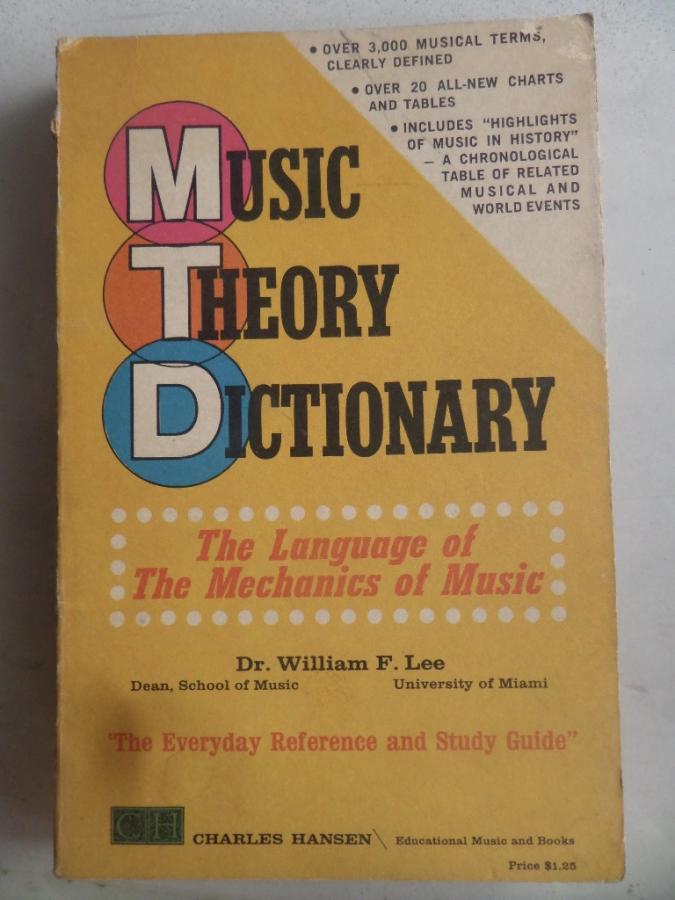 • OVER 3,000 MUSICAL TERMS,
CLEARLY DEFINED
• OVER 20 ALL-NEW CHARTS
AND TABLES
• INCLUDES "HIGHLIGHTS
OF MUSIC IN HISTORY"
— A CHRONOLOGICAL
TABLE OF RELATED
MUSICAL AND
WORLD EVENTS
MUSIC
THEORY
DICTIONARY
The Language of
The Mechanics of Music
Dr. William F. Lee
Dean, School of Music University of Miami
"The Everyday Reference and Study Guide"
CH CHARLES HANSEN \ Educational Music and Books
Price $1.25